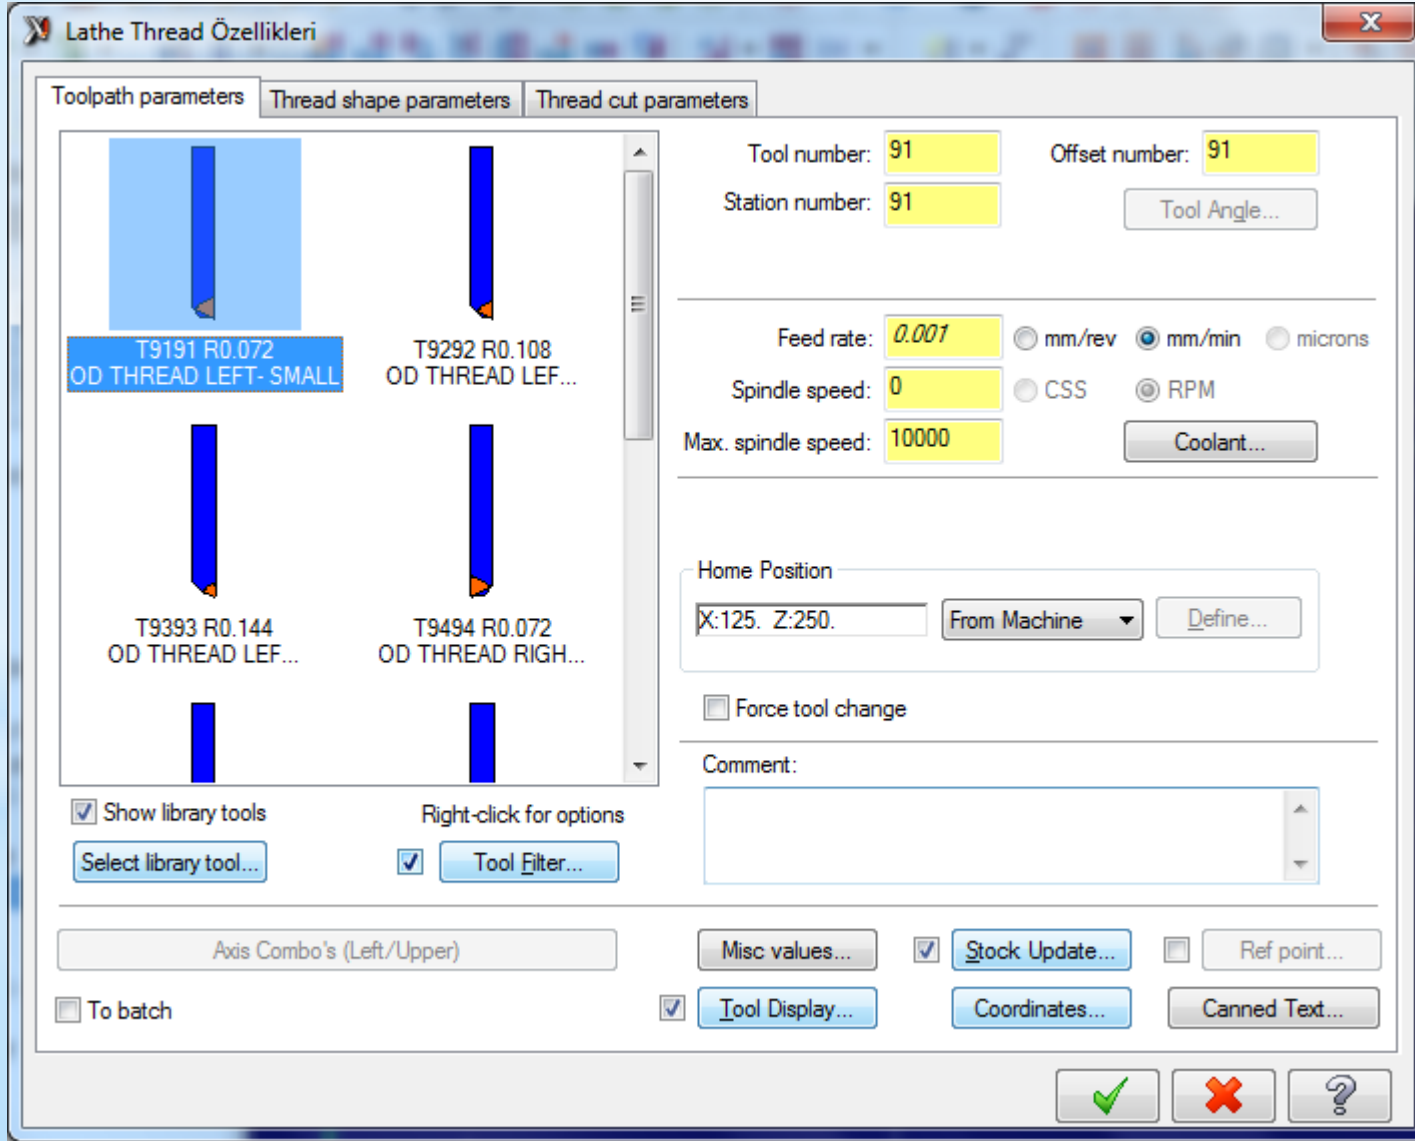 Lathe Thread Özellikleri
Toolpath parameters
Thread shape parameters
Thread cut parameters
T9191 R0.072
OD THREAD LEFT- SMALL
T9292 R0.108
OD THREAD LEF...
T9393 R0.144
OD THREAD LEF...
T9494 R0.072
OD THREAD RIGH...
Show library tools
Right-click for options
Select library tool...
Tool Filter...
Tool number: 91
Offset number: 91
Station number: 91
Tool Angle...
Feed rate: 0.001 mm/rev mm/min microns
Spindle speed: 0 CSS RPM
Max. spindle speed: 10000 Coolant...
Home Position
X:125. Z:250. From Machine Define...
Force tool change
Comment:
Axis Combo's (Left/Upper)
Misc values...
Stock Update...
Ref point...
To batch
Tool Display...
Coordinates...
Canned Text...